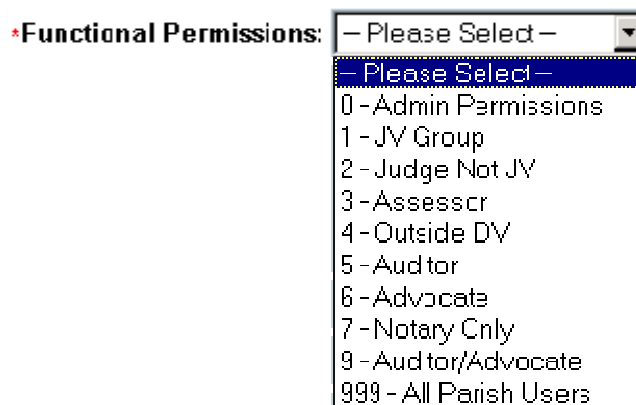 *Functional Permissions: -- Please Select --
-- Please Select --
0 - Admin Permissions
1 - JV Group
2 - Judge Not JV
3 - Assessor
4 - Outside DV
5 - Auditor
6 - Advocate
7 - Notary Only
9 - Auditor/Advocate
999 - All Parish Users